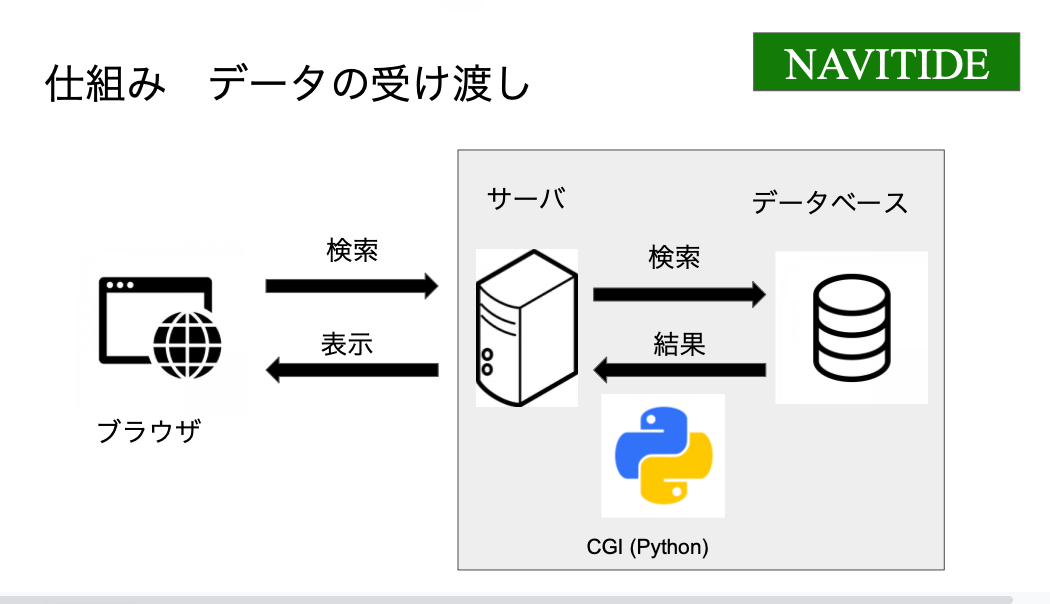 仕組み　データの受け渡し
NAVITIDE
サーバ
データベース
検索
検索
表示
結果
ブラウザ
CGI (Python)